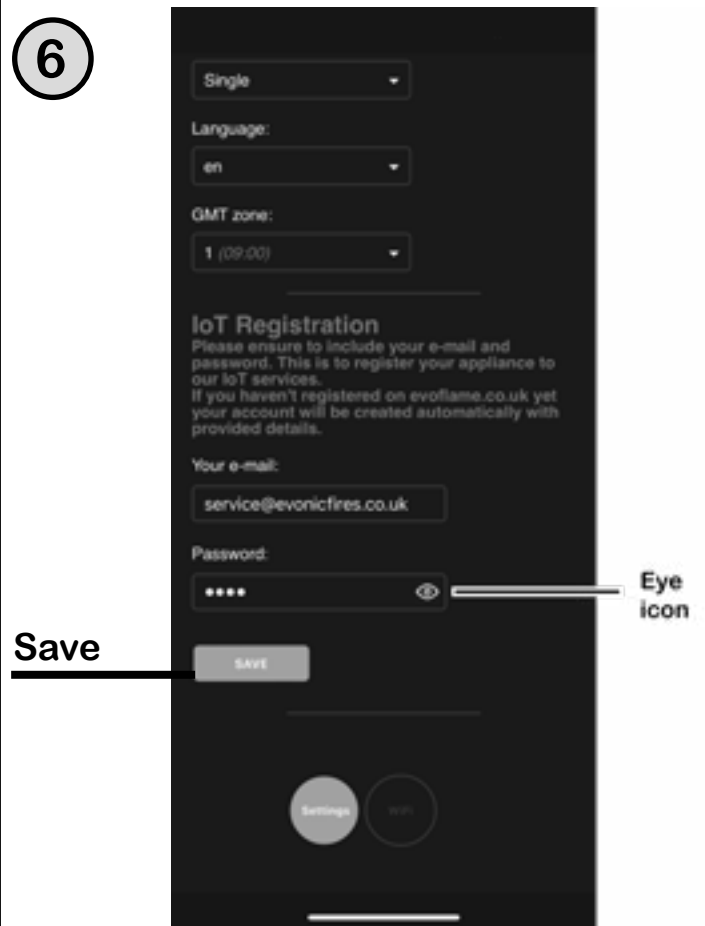 6
Single
Language:
en
GMT zone:
1 (09:00)
IoT Registration
Please ensure to include your e-mail and
password. This is to register your appliance to
our IoT services.
If you haven't registered on evoflame.co.uk yet
your account will be created automatically with
provided details.
Your e-mail:
service@evonicfires.co.uk
Password:
••••
Eye
icon
Save
SAVE
Settings
WiFi